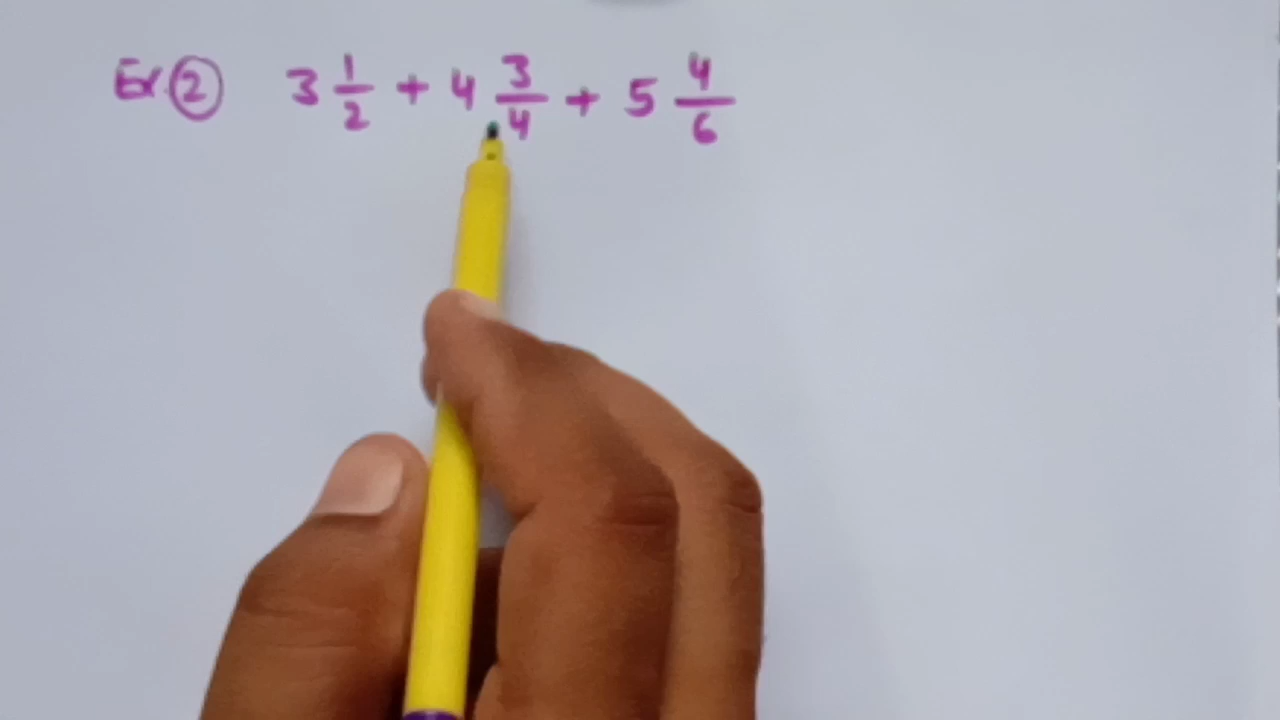 Ex. ② 3 1/2 + 4 3/4 + 5 4/6